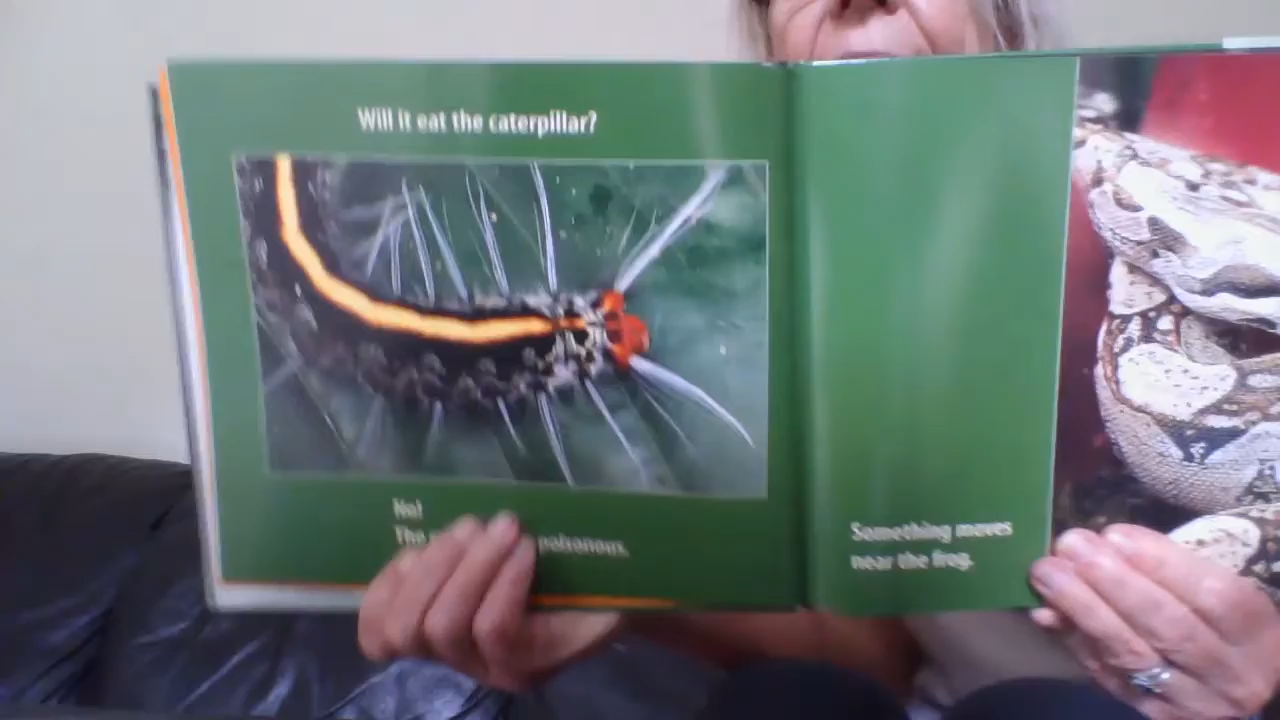 Will it eat the caterpillar?
No!
The poisonous.
Something moves
near the frog.